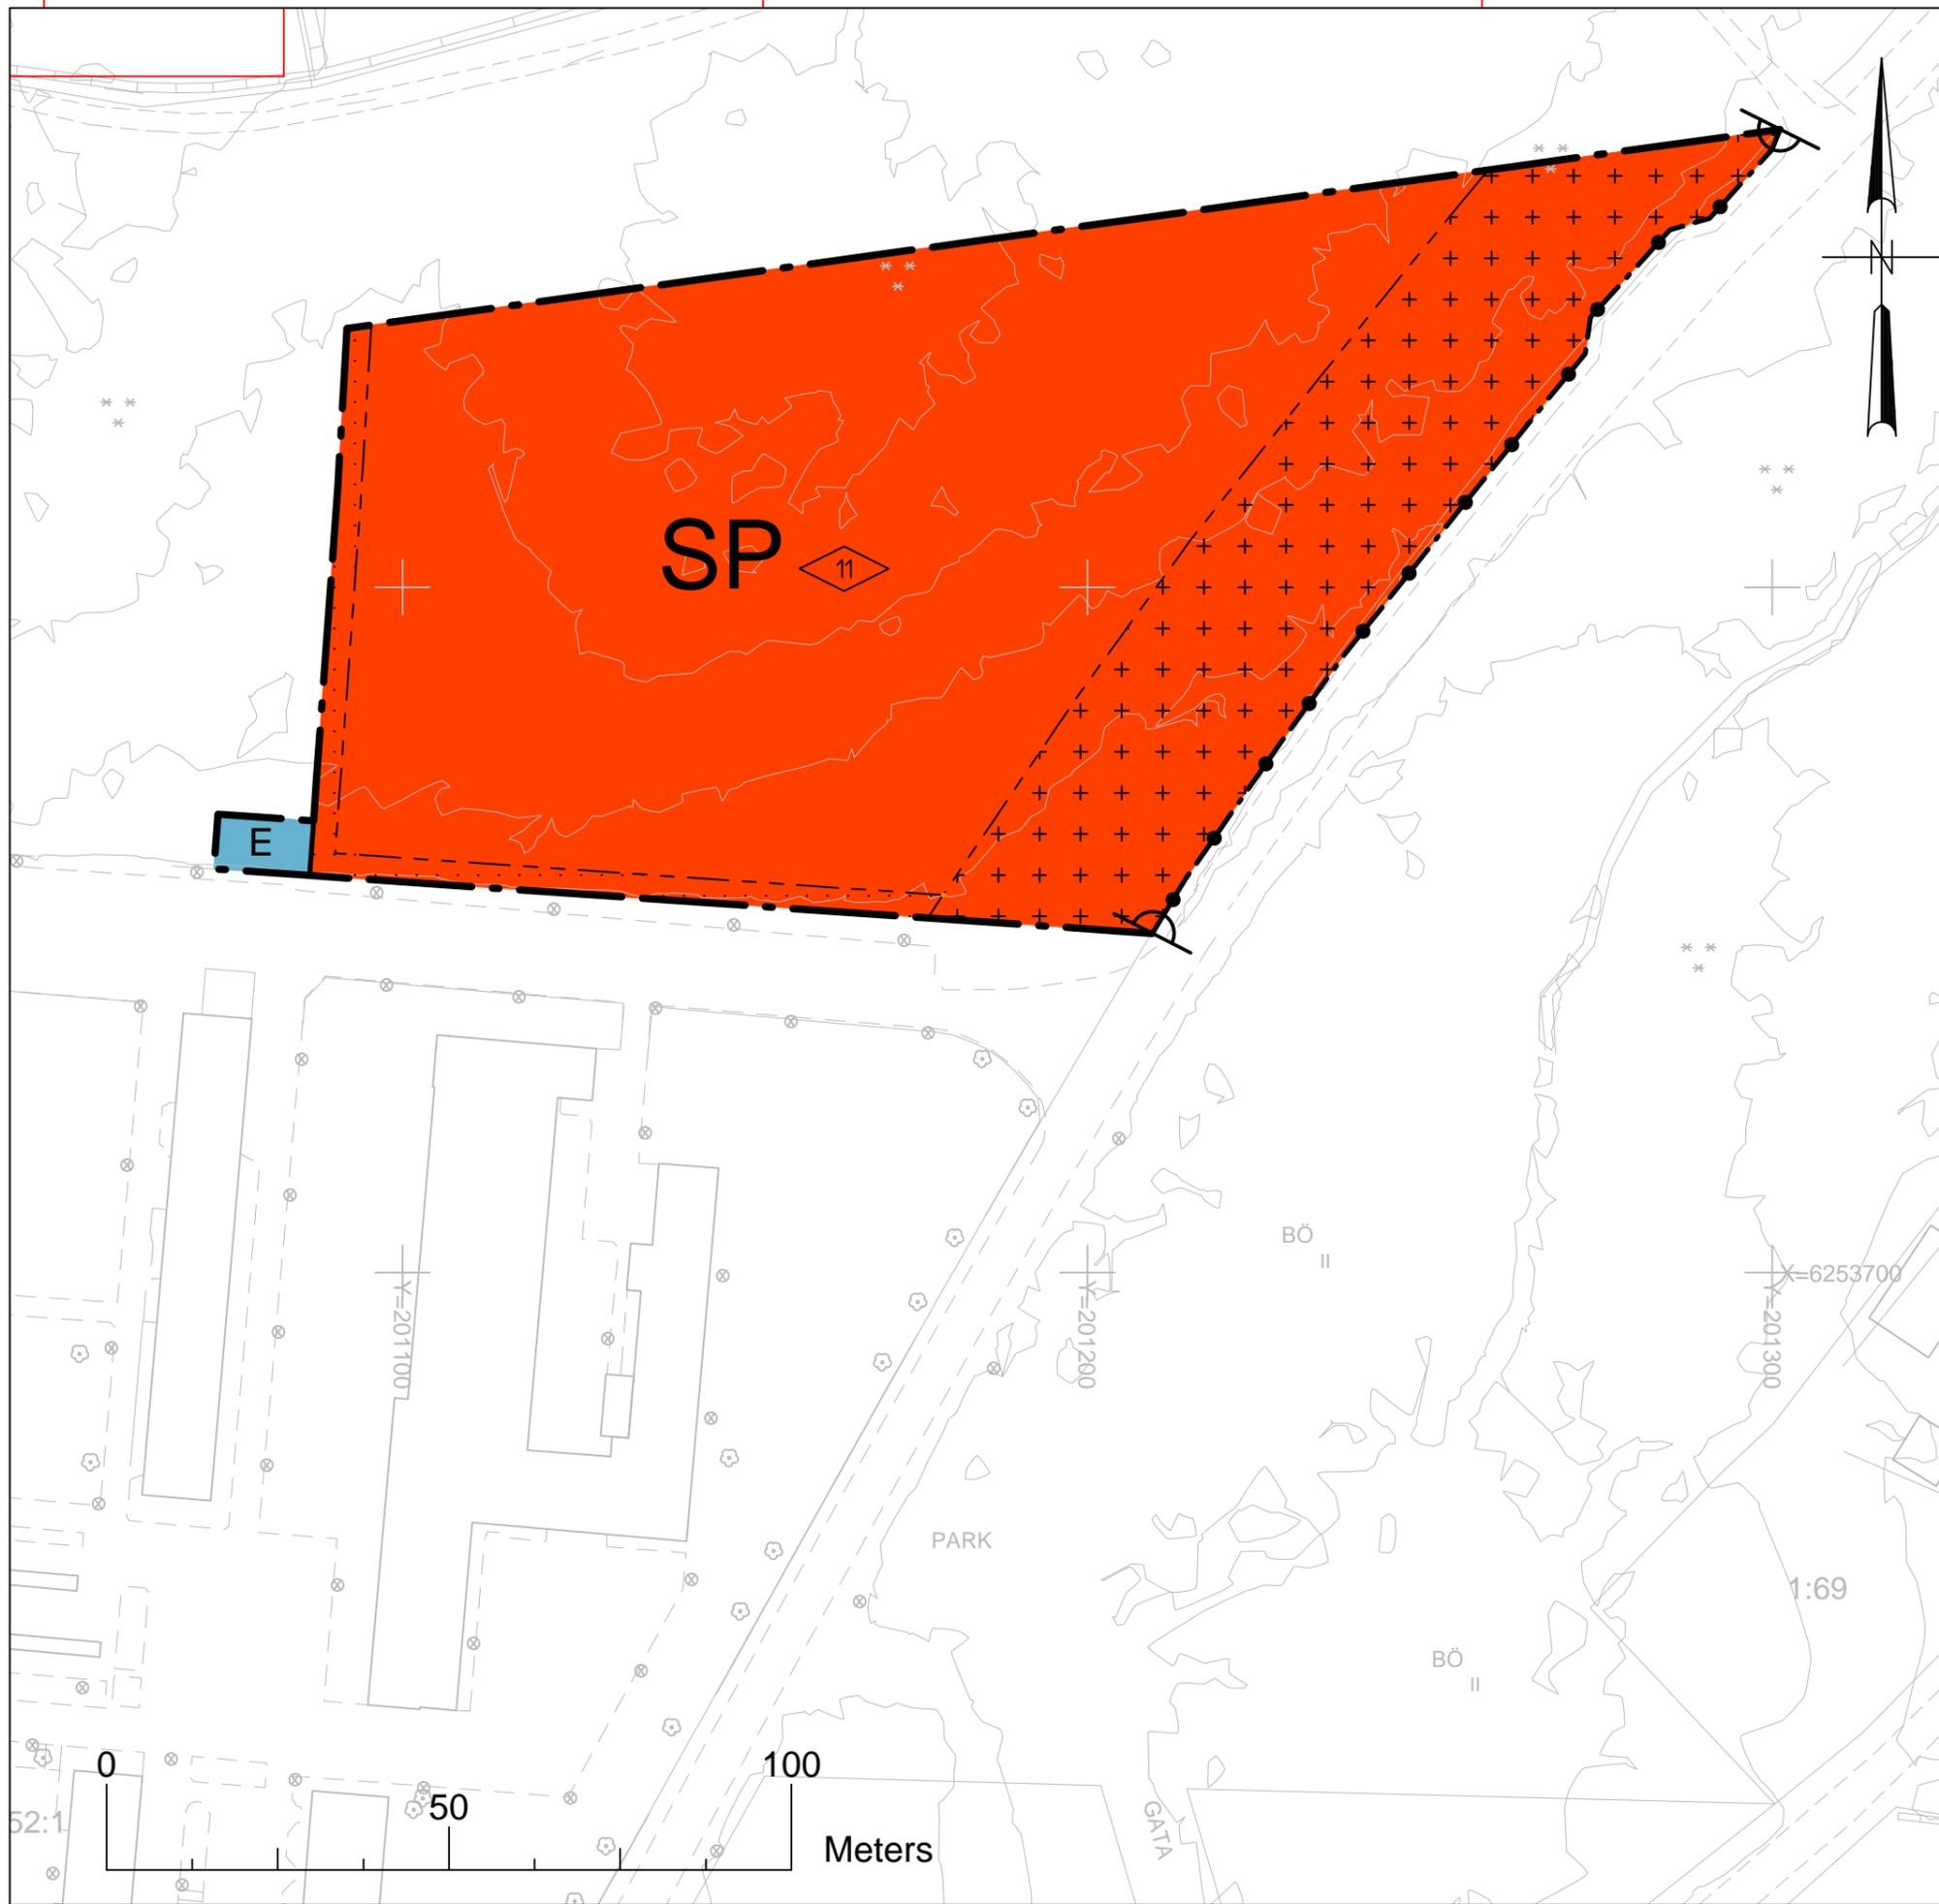 N
SP
11
E
BÖ
II
X=6253700
Y=201100
Y=201200
Y=201300
PARK
1:69
BÖ
II
0
100
50
52:1
GATA
Meters